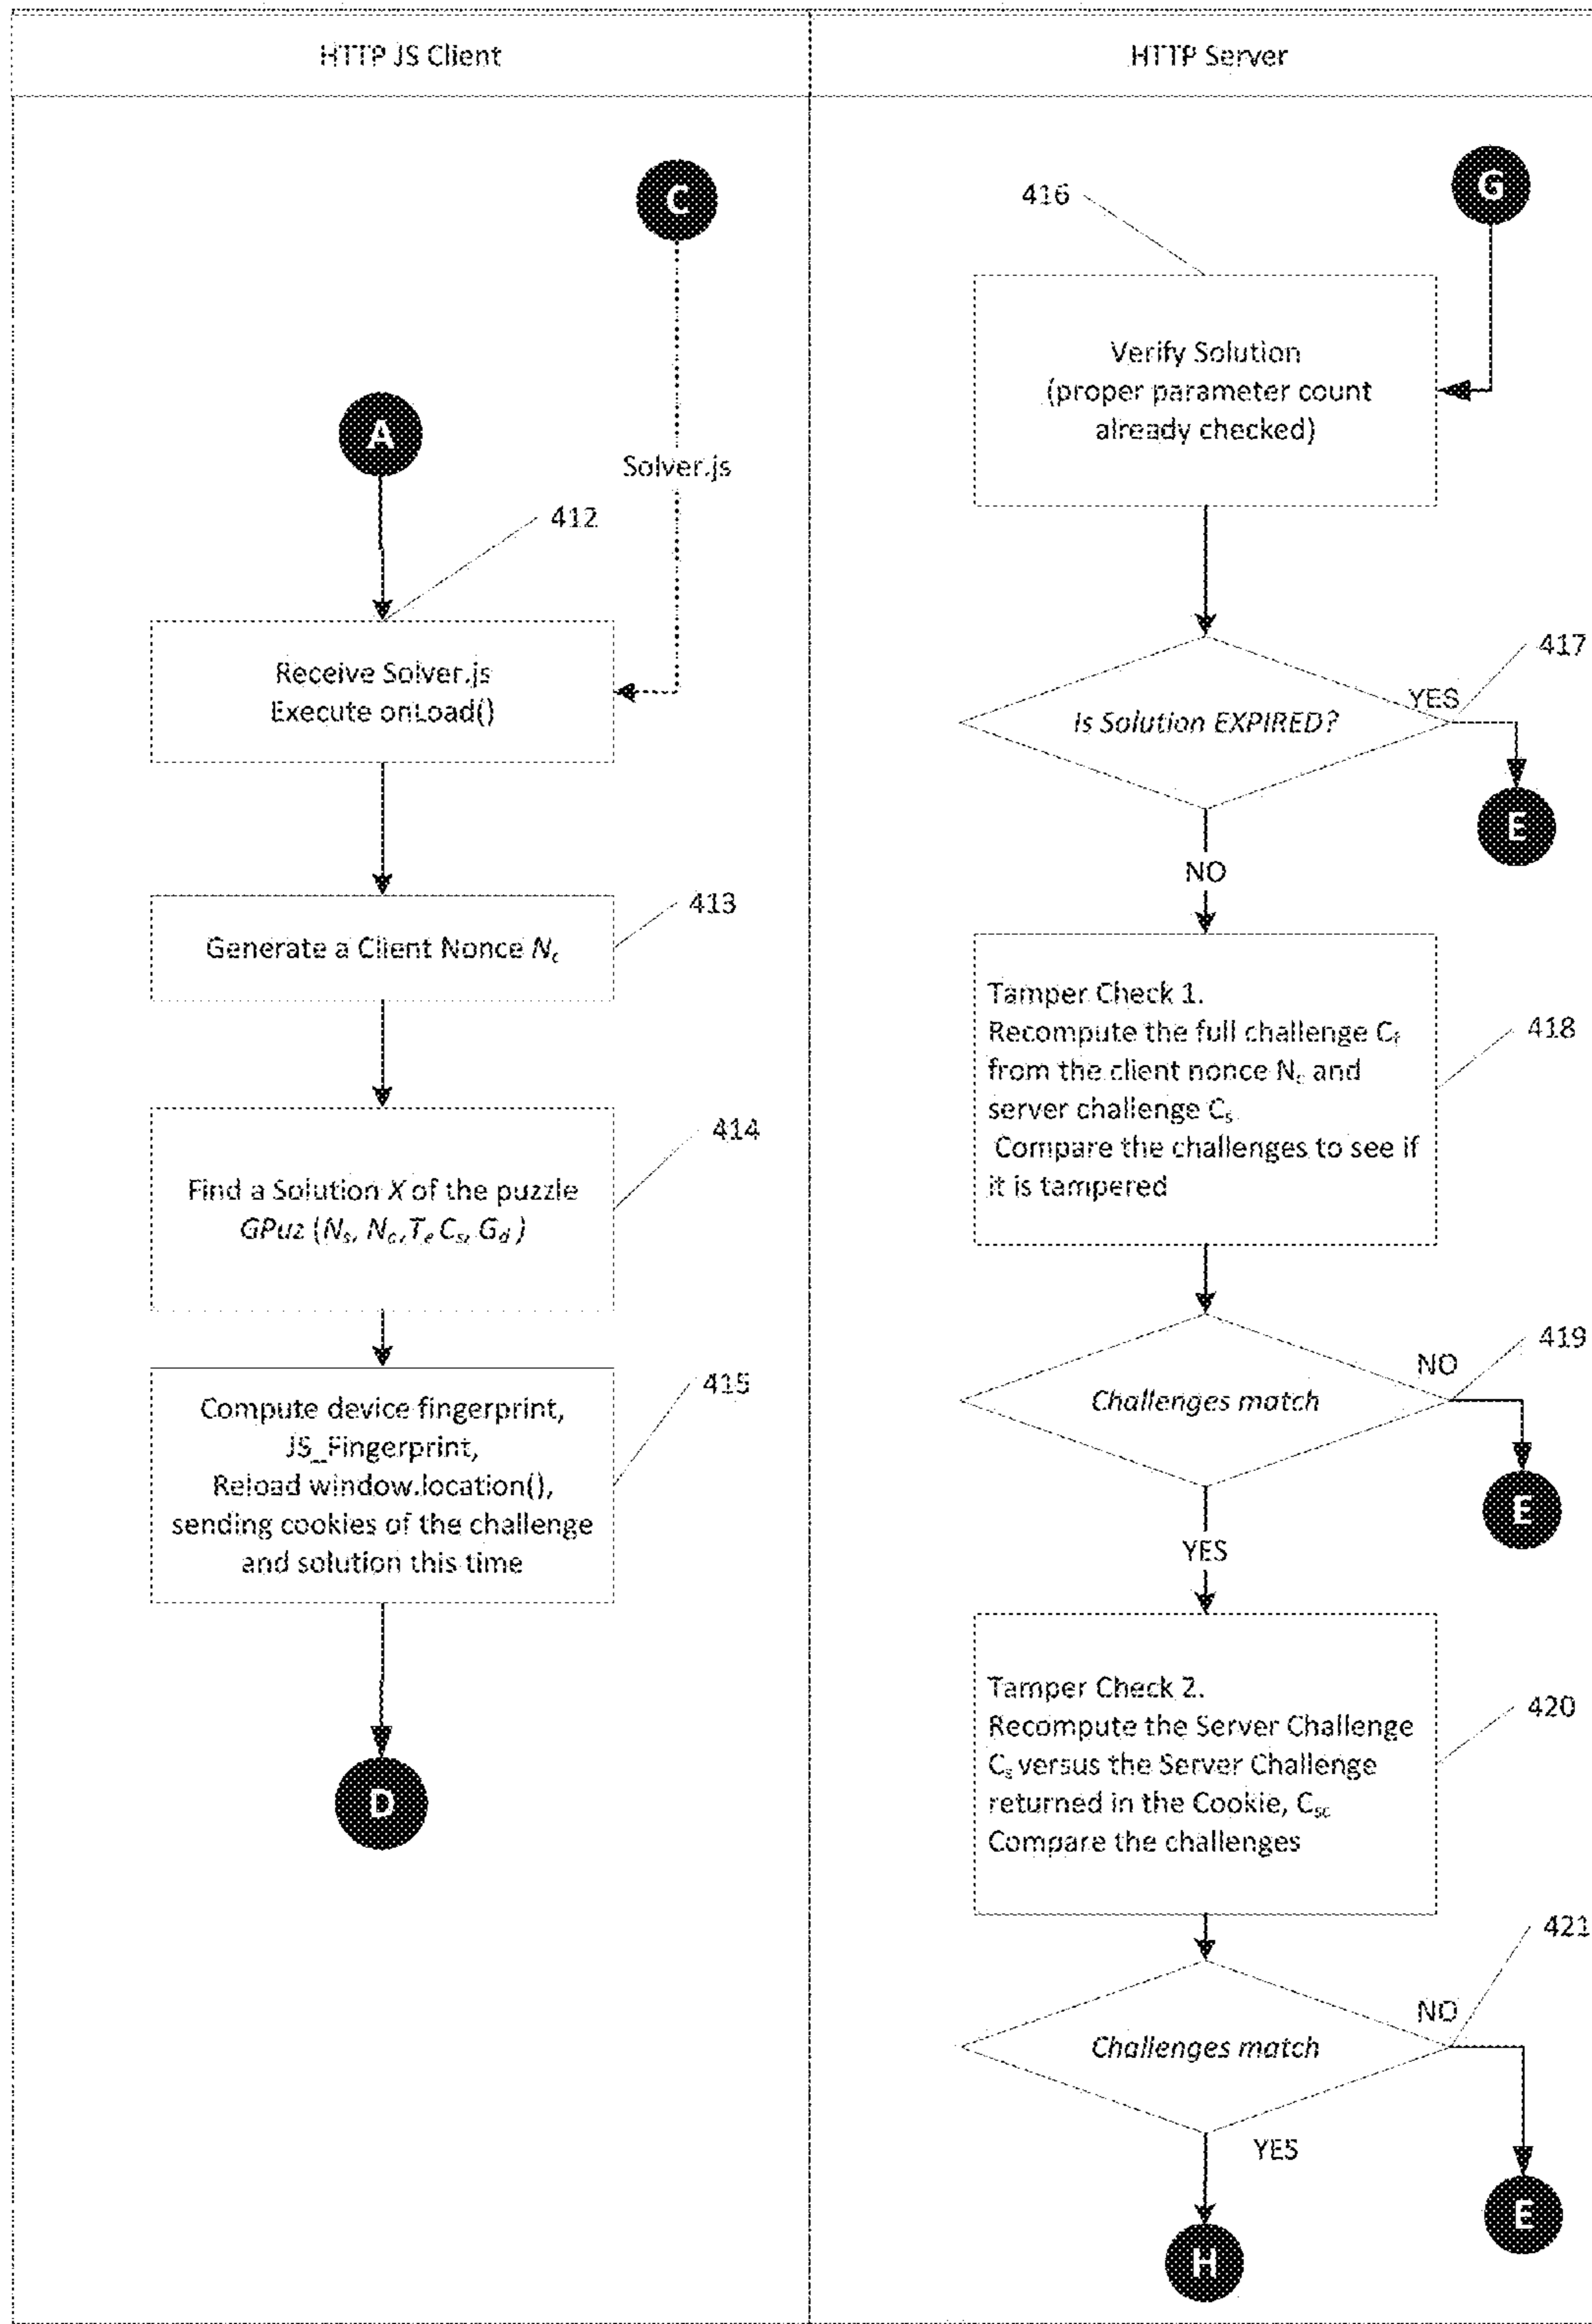 HTTP JS Client
C
A
Solver.js
412
Receive Solver.js
Execute onLoad()
413
Generate a Client Nonce Nc
414
Find a Solution X of the puzzle
GPuz (Ns, Nc, Te Cs, Gd)
415
Compute device fingerprint,
JS_Fingerprint,
Reload window.location(),
sending cookies of the challenge
and solution this time
D
HTTP Server
G
416
Verify Solution
(proper parameter count
already checked)
417
YES
Is Solution EXPIRED?
E
NO
Tamper Check 1.
Recompute the full challenge Cf
from the client nonce Nc and
server challenge Cs
Compare the challenges to see if
it is tampered
418
419
NO
Challenges match
E
YES
Tamper Check 2.
Recompute the Server Challenge
Cs versus the Server Challenge
returned in the Cookie, Csc
Compare the challenges
420
421
NO
Challenges match
YES
E
H